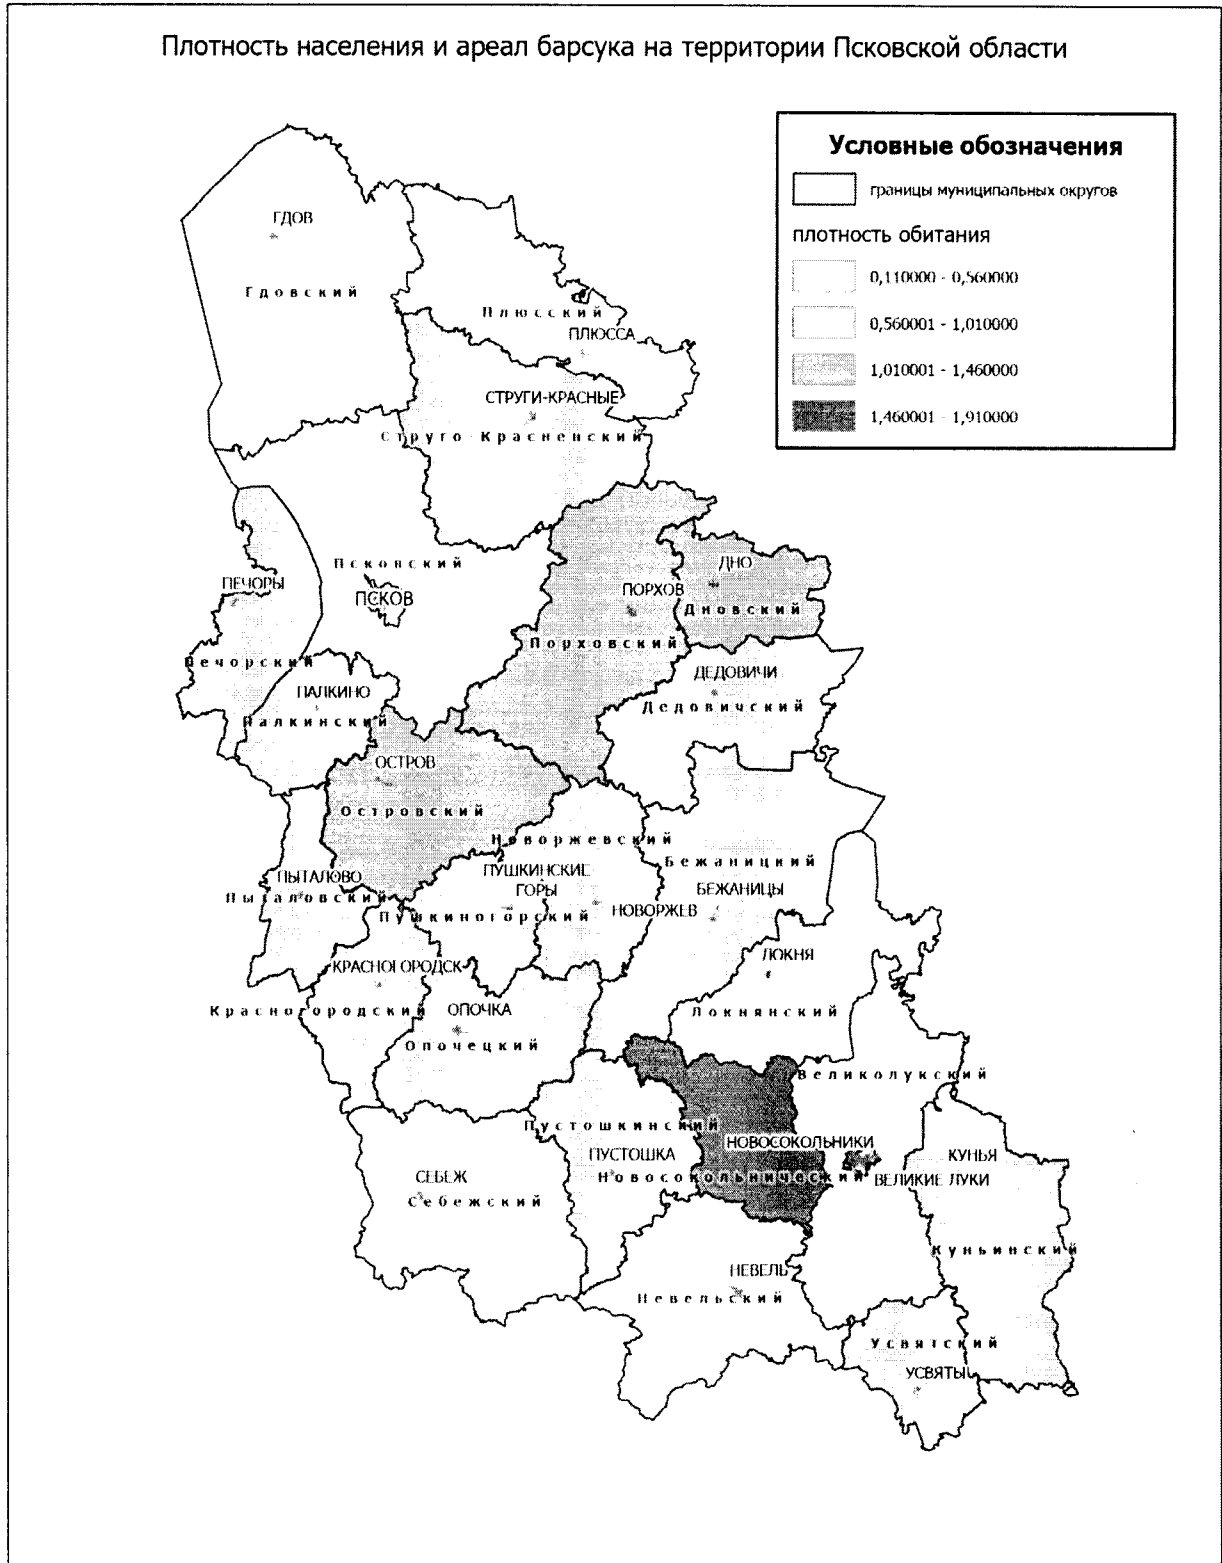 Плотность населения и ареал барсука на территории Псковской области
Условные обозначения
границы муниципальных округов
плотность обитания
0,110000 - 0,560000
0,560001 - 1,010000
1,010001 - 1,460000
1,460001 - 1,910000
ГДОВ
Гдовский
Плюсский
ПЛЮССА
СТРУГИ-КРАСНЫЕ
Струго-Красненский
Псковский
ПСКОВ
ПЕЧОРЫ
Печорский
ПОРХОВ
Порховский
ДНО
Дновский
ДЕДОВИЧИ
Дедовичский
ПАЛКИНО
Палкинский
ОСТРОВ
Островский
Новоржевский
ПУШКИНСКИЕ
ГОРЫ
Пушкиногорский
НОВОРЖЕВ
Бежаницкий
БЕЖАНИЦЫ
ПЫТАЛОВО
Пыталовский
КРАСНОГОРОДСК
Красногородский
ОПОЧКА
Опочецкий
ЛОКНЯ
Локнянский
Великолукский
ВЕЛИКИЕ ЛУКИ
Пустошкинский
ПУСТОШКА
НОВОСОКОЛЬНИКИ
Новосокольнический
СЕБЕЖ
Себежский
КУНЬЯ
Куньинский
НЕВЕЛЬ
Невельский
Усвятский
УСВЯТЫ